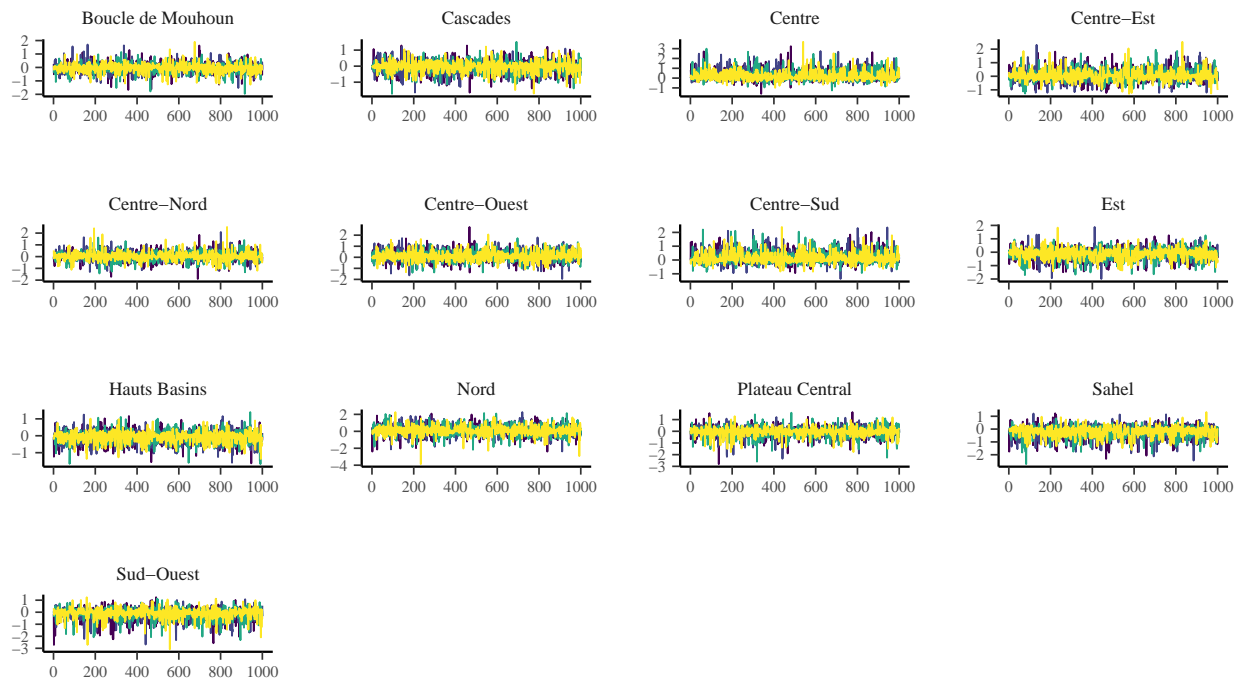 Boucle de Mouhoun Cascades Centre Centre−Est
2 1 0 −1 −2 1 0 −1 3 2 1 0 −1 2 1 0 −1
0 200 400 600 800 1000 0 200 400 600 800 1000 0 200 400 600 800 1000 0 200 400 600 800 1000
Centre−Nord Centre−Ouest Centre−Sud Est
2 1 0 −1 −2 2 1 0 −1 −2 2 1 0 −1 2 1 0 −1 −2
0 200 400 600 800 1000 0 200 400 600 800 1000 0 200 400 600 800 1000 0 200 400 600 800 1000
Hauts Basins Nord Plateau Central Sahel
1 0 −1 2 0 −2 −4 1 0 −1 −2 −3 1 0 −1 −2
0 200 400 600 800 1000 0 200 400 600 800 1000 0 200 400 600 800 1000 0 200 400 600 800 1000
Sud−Ouest
1 0 −1 −2 −3
0 200 400 600 800 1000